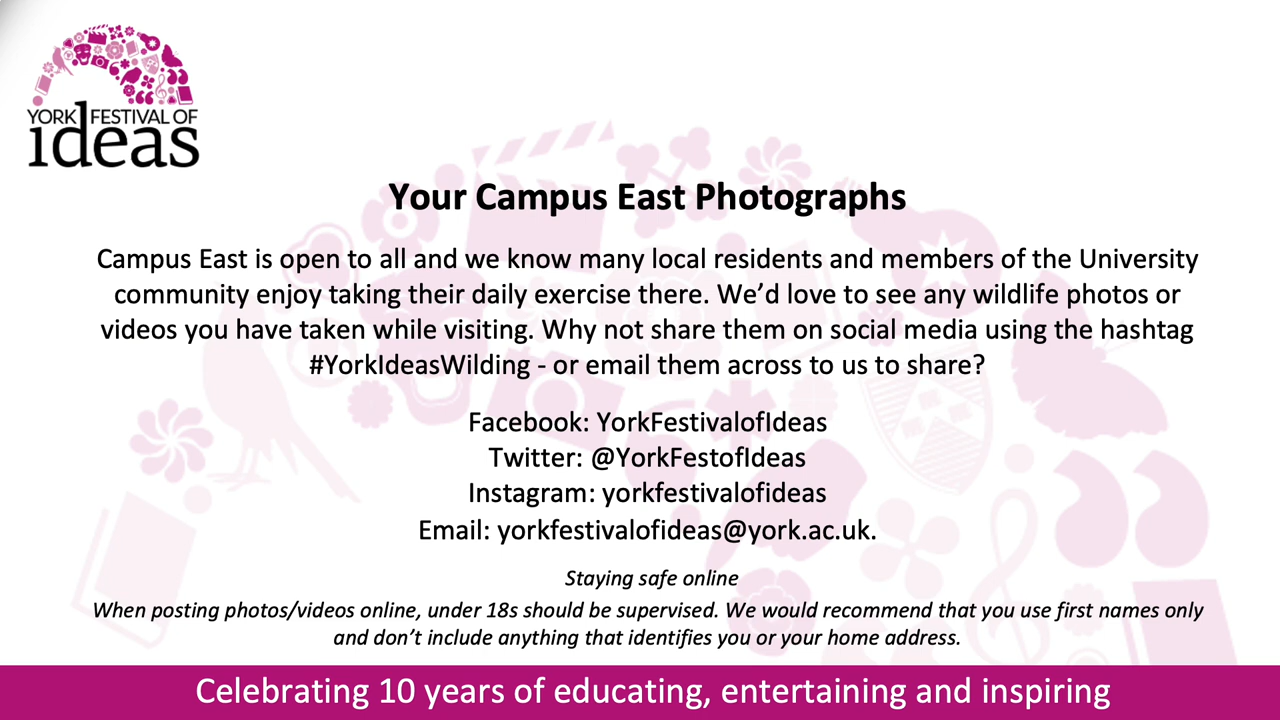 YORK FESTIVAL OF
ideas
Your Campus East Photographs
Campus East is open to all and we know many local residents and members of the University
community enjoy taking their daily exercise there. We’d love to see any wildlife photos or
videos you have taken while visiting. Why not share them on social media using the hashtag
#YorkIdeasWilding - or email them across to us to share?
Facebook: YorkFestivalofIdeas
Twitter: @YorkFestofIdeas
Instagram: yorkfestivalofideas
Email: yorkfestivalofideas@york.ac.uk.
Staying safe online
When posting photos/videos online, under 18s should be supervised. We would recommend that you use first names only
and don’t include anything that identifies you or your home address.
Celebrating 10 years of educating, entertaining and inspiring